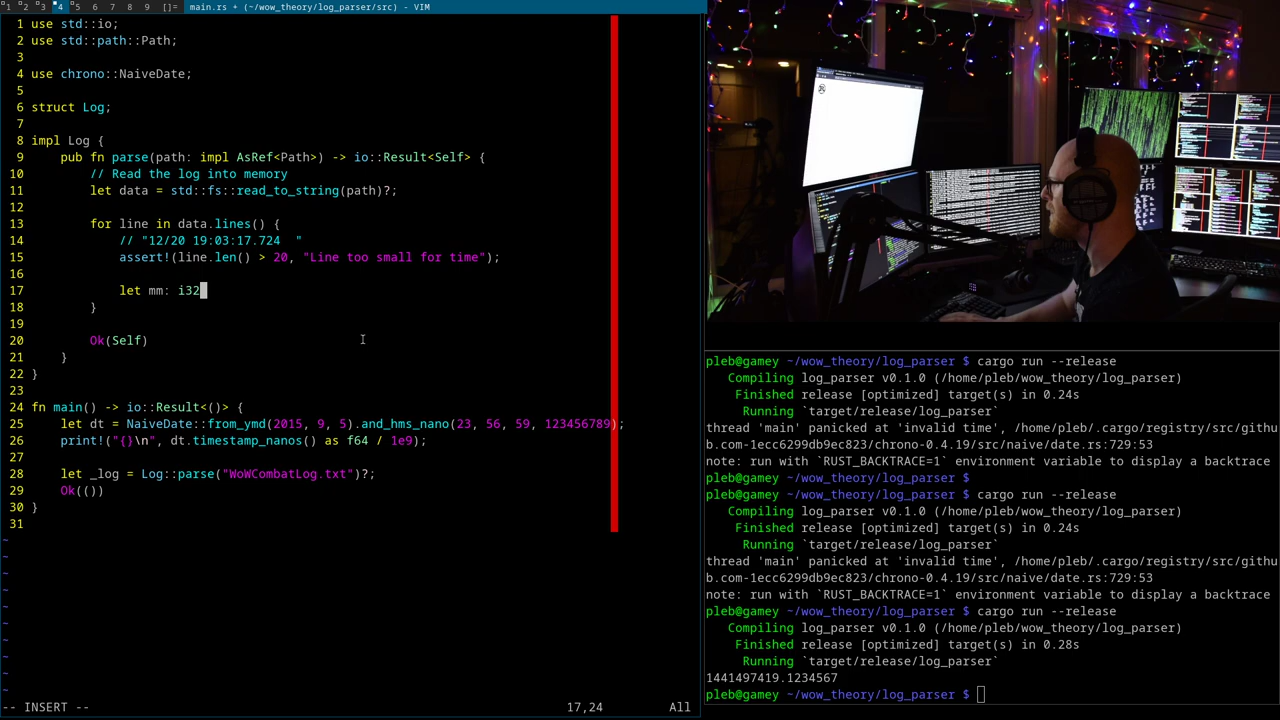 1 2 3 4 5 6 7 8 9 []= main.rs + (~/wow_theory/log_parser/src) - VIM
1 use std::io;
2 use std::path::Path;
3
4 use chrono::NaiveDate;
5
6 struct Log;
7
8 impl Log {
9     pub fn parse(path: impl AsRef<Path>) -> io::Result<Self> {
10         // Read the log into memory
11         let data = std::fs::read_to_string(path)?;
12
13         for line in data.lines() {
14             // "12/20 19:03:17.724  "
15             assert!(line.len() > 20, "Line too small for time");
16
17             let mm: i32
18         }
19
20         Ok(Self)
21     }
22 }
23
24 fn main() -> io::Result<()> {
25     let dt = NaiveDate::from_ymd(2015, 9, 5).and_hms_nano(23, 56, 59, 123456789);
26     print!("{}\n", dt.timestamp_nanos() as f64 / 1e9);
27
28     let _log = Log::parse("WoWCombatLog.txt")?;
29     Ok(())
30 }
31
~
~
~
~
~
~
~
~
~
~
-- INSERT -- 17,24 All
pleb@gamey ~/wow_theory/log_parser $ cargo run --release
Compiling log_parser v0.1.0 (/home/pleb/wow_theory/log_parser)
Finished release [optimized] target(s) in 0.24s
Running `target/release/log_parser`
thread 'main' panicked at 'invalid time', /home/pleb/.cargo/registry/src/githu
b.com-1ecc6299db9ec823/chrono-0.4.19/src/naive/date.rs:729:53
note: run with `RUST_BACKTRACE=1` environment variable to display a backtrace
pleb@gamey ~/wow_theory/log_parser $
pleb@gamey ~/wow_theory/log_parser $ cargo run --release
Compiling log_parser v0.1.0 (/home/pleb/wow_theory/log_parser)
Finished release [optimized] target(s) in 0.24s
Running `target/release/log_parser`
thread 'main' panicked at 'invalid time', /home/pleb/.cargo/registry/src/githu
b.com-1ecc6299db9ec823/chrono-0.4.19/src/naive/date.rs:729:53
note: run with `RUST_BACKTRACE=1` environment variable to display a backtrace
pleb@gamey ~/wow_theory/log_parser $ cargo run --release
Compiling log_parser v0.1.0 (/home/pleb/wow_theory/log_parser)
Finished release [optimized] target(s) in 0.28s
Running `target/release/log_parser`
1441497419.1234567
pleb@gamey ~/wow_theory/log_parser $